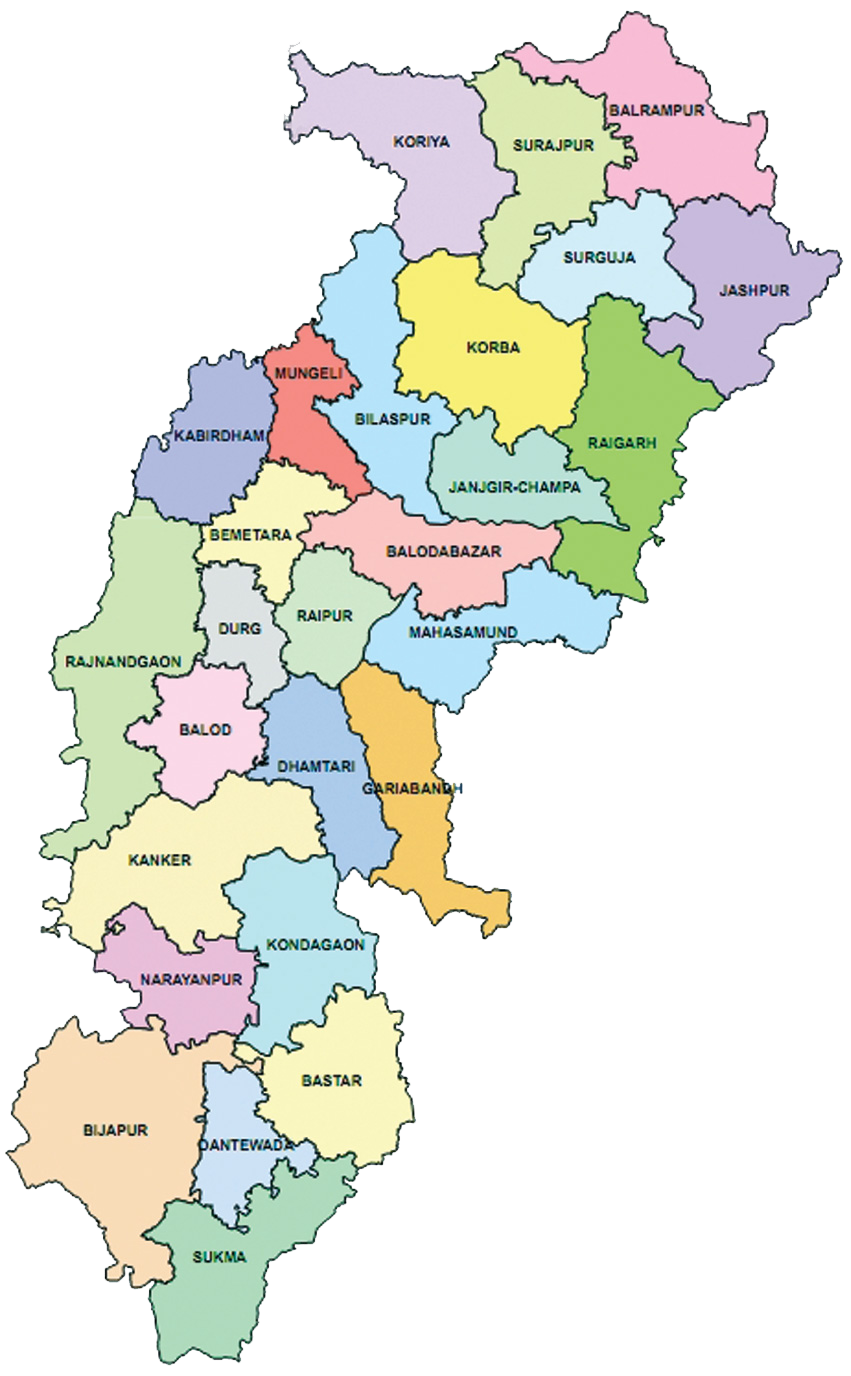 BALRAMPUR
KORIYA
SURAJPUR
SURGUJA
JASHPUR
KORBA
MUNGELI
BILASPUR
KABIRDHAM
RAIGARH
JANJGIR-CHAMPA
BEMETARA
BALODABAZAR
RAIPUR
DURG
MAHASAMUND
RAJNANDGAON
BALOD
DHAMTARI
GARIABANDH
KANKER
KONDAGAON
NARAYANPUR
BASTAR
BIJAPUR
DANTEWADA
SUKMA